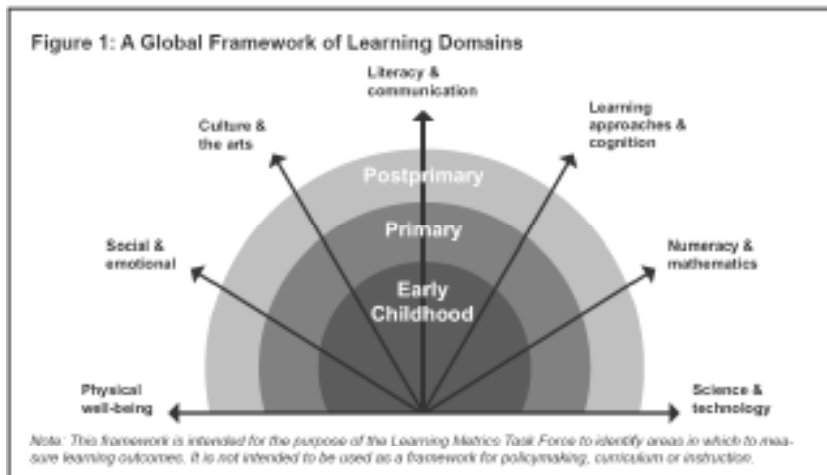 Figure 1: A Global Framework of Learning Domains
Literacy &
communication
Culture &
the arts
Learning
approaches &
cognition
Postprimary
Primary
Social &
emotional
Numeracy &
mathematics
Early
Childhood
Physical
well-being
Science &
technology
Note: This framework is intended for the purpose of the Learning Metrics Task Force to identify areas in which to mea-
sure learning outcomes. It is not intended to be used as a framework for policymaking, curriculum or instruction.